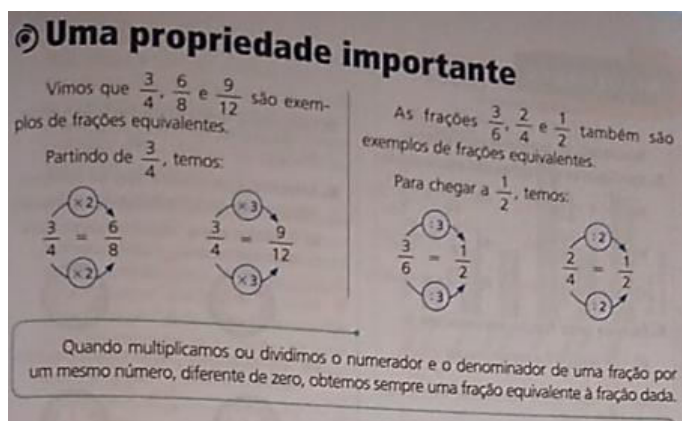 Uma propriedade importante
Vimos que 3/4, 6/8 e 9/12 são exem-
plos de frações equivalentes.
Partindo de 3/4, temos:
×2
3/4 = 6/8
×2
×3
3/4 = 9/12
×3
As frações 3/6, 2/4 e 1/2 também são
exemplos de frações equivalentes.
Para chegar a 1/2, temos:
:3
3/6 = 1/2
:3
:2
2/4 = 1/2
:2
Quando multiplicamos ou dividimos o numerador e o denominador de uma fração por
um mesmo número, diferente de zero, obtemos sempre uma fração equivalente à fração dada.